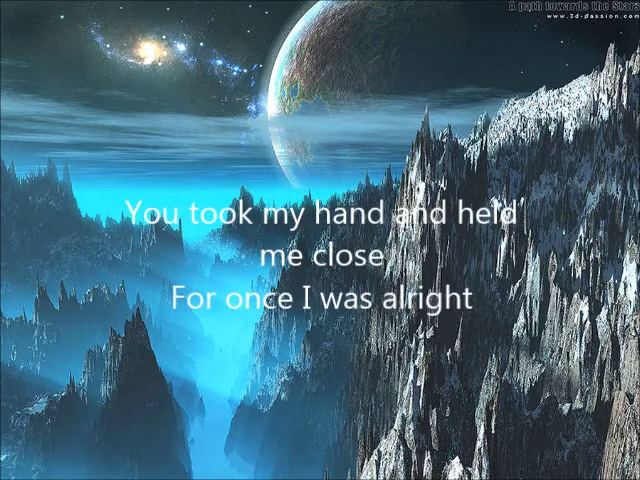 A path towards the Stars
www.3d-passion.com
You took my hand and held
me close
For once I was alright